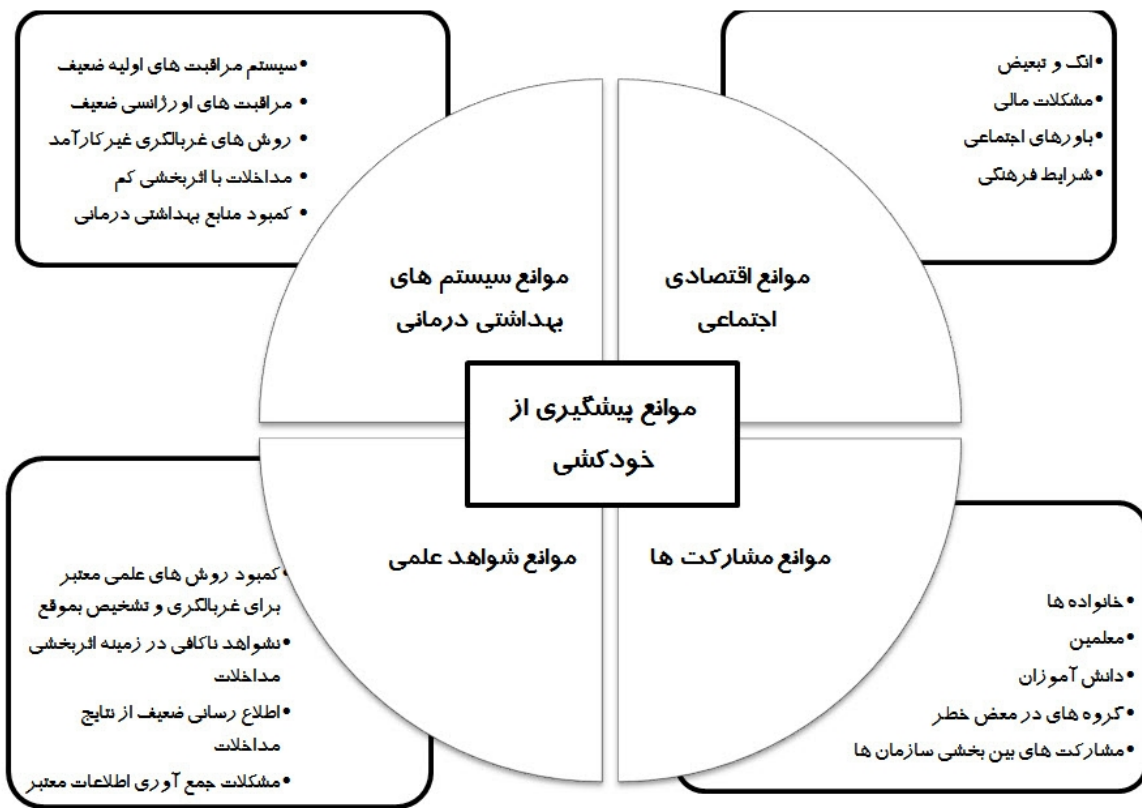 انگ و تبعیض•
مشکلات مالی•
باورهای اجتماعی•
شرایط فرهنگی•
سیستم مراقبت های اولیه ضعیف •
مراقبت های اورژانسی ضعیف •
روش های غربالگری غیر کارآمد •
مداخلات با اثربخشی کم •
کمبود منابع بهداشتی درمانی •
موانع اقتصادی
اجتماعی
موانع سیستم های
بهداشتی درمانی
موانع پیشگیری از
خودکشی
موانع مشارکت ها
موانع شواهد علمی
خانواده ها•
معلمین•
دانش آموزان•
گروه های در معض خطر•
مشارکت های بین بخشی سازمان ها•
کمبود روش های علمی معتبر•
برای غربالگری و تشخیص بموقع
نشواهد ناکافی در زمینه اثربخشی•
مداخلات
اطلاع رسانی ضعیف از نتایج•
مداخلات
مشکلات جمع آوری اطلاعات معتبر•